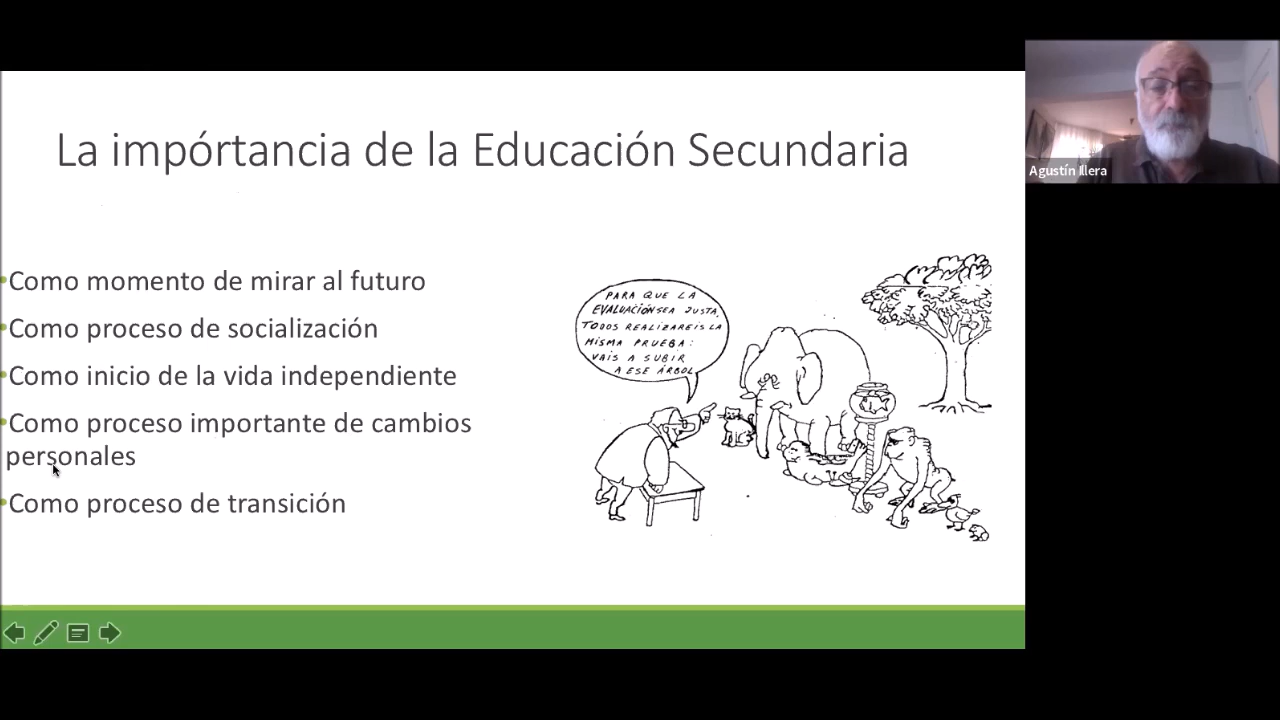 La impórtancia de la Educación Secundaria
•Como momento de mirar al futuro
•Como proceso de socialización
•Como inicio de la vida independiente
•Como proceso importante de cambios
personales
•Como proceso de transición
PARA QUE LA
EVALUACIÓN SEA JUSTA,
TODOS REALIZAREIS LA
MISMA PRUEBA:
VAIS A SUBIR
A ESE ÁRBOL
Agustín Illera